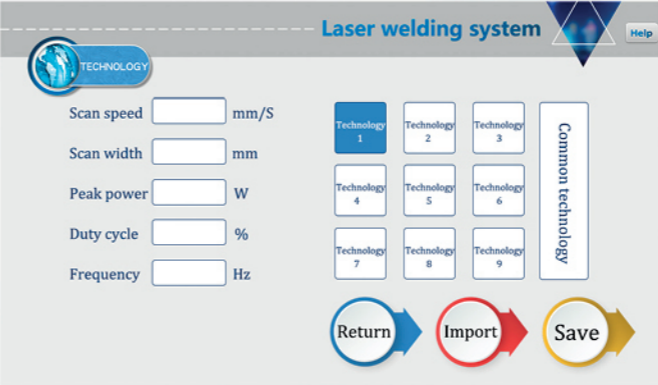 Laser welding system
Help
TECHNOLOGY
Scan speed mm/S
Scan width mm
Peak power W
Duty cycle %
Frequency Hz
Technology
1
Technology
2
Technology
3
Technology
4
Technology
5
Technology
6
Technology
7
Technology
8
Technology
9
Common technology
Return
Import
Save